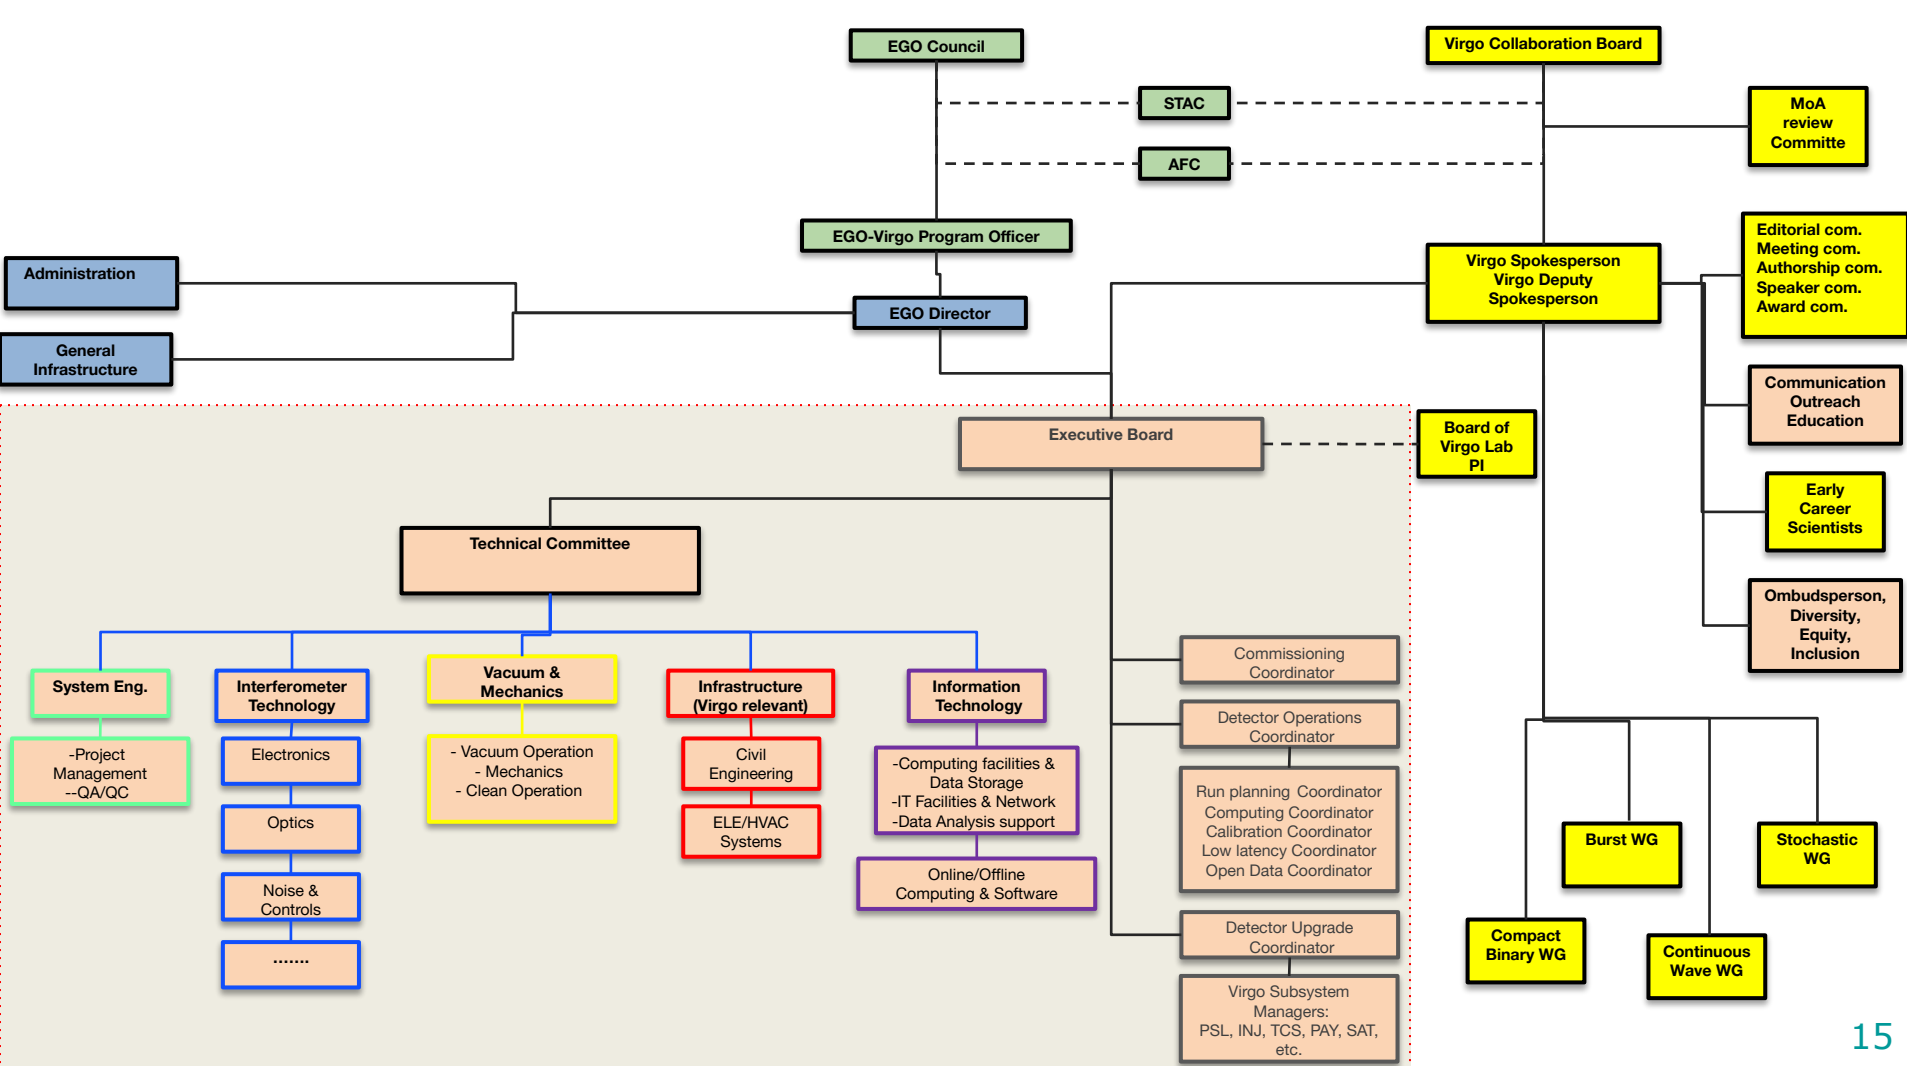 EGO Council
Virgo Collaboration Board
STAC
MoA
review
Committe
AFC
EGO-Virgo Program Officer
Editorial com.
Meeting com.
Authorship com.
Speaker com.
Award com.
Virgo Spokesperson
Virgo Deputy
Spokesperson
Administration
EGO Director
General
Infrastructure
Communication
Outreach
Education
Executive Board
Board of
Virgo Lab
PI
Early
Career
Scientists
Technical Committee
Ombudsperson,
Diversity,
Equity,
Inclusion
Commissioning
Coordinator
System Eng.
Interferometer
Technology
Vacuum &
Mechanics
Infrastructure
(Virgo relevant)
Information
Technology
Detector Operations
Coordinator
-Project
Management
--QA/QC
Electronics
- Vacuum Operation
- Mechanics
- Clean Operation
Civil
Engineering
-Computing facilities &
Data Storage
-IT Facilities & Network
-Data Analysis support
Run planning Coordinator
Computing Coordinator
Calibration Coordinator
Low latency Coordinator
Open Data Coordinator
Optics
ELE/HVAC
Systems
Burst WG
Stochastic
WG
Noise &
Controls
Online/Offline
Computing & Software
Detector Upgrade
Coordinator
Compact
Binary WG
Continuous
Wave WG
.......
Virgo Subsystem
Managers:
PSL, INJ, TCS, PAY, SAT,
etc.
15